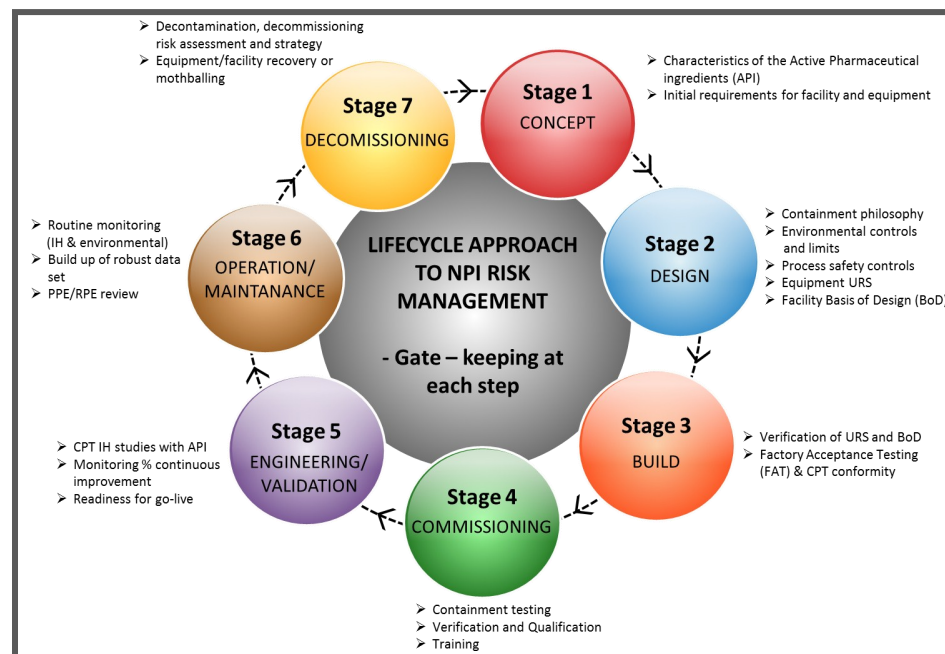 ➢ Decontamination, decommissioning
risk assessment and strategy
➢ Equipment/facility recovery or
mothballing
Stage 7
DECOMISSIONING
Stage 1
CONCEPT
➢ Characteristics of the Active Pharmaceutical
ingredients (API)
➢ Initial requirements for facility and equipment
Stage 2
DESIGN
➢ Containment philosophy
➢ Environmental controls
and limits
➢ Process safety controls
➢ Equipment URS
➢ Facility Basis of Design (BoD)
➢ Routine monitoring
(IH & environmental)
➢ Build up of robust data
set
➢ PPE/RPE review
Stage 6
OPERATION/
MAINTANANCE
LIFECYCLE APPROACH
TO NPI RISK
MANAGEMENT
- Gate – keeping at
each step
Stage 3
BUILD
➢ Verification of URS and BoD
➢ Factory Acceptance Testing
(FAT) & CPT conformity
➢ CPT IH studies with API
➢ Monitoring % continuous
improvement
➢ Readiness for go-live
Stage 5
ENGINEERING/
VALIDATION
Stage 4
COMMISSIONING
➢ Containment testing
➢ Verification and Qualification
➢ Training